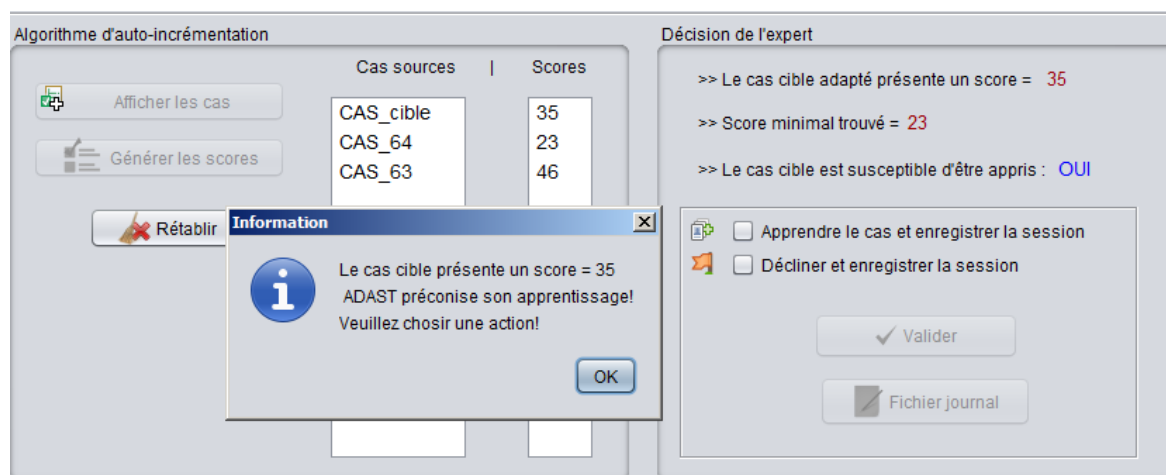 Algorithme d'auto-incrémentation
Cas sources | Scores
Afficher les cas
Générer les scores
Rétablir
CAS_cible 35
CAS_64 23
CAS_63 46
Information
Le cas cible présente un score = 35
ADAST préconise son apprentissage!
Veuillez chosir une action!
OK
Décision de l'expert
>> Le cas cible adapté présente un score = 35
>> Score minimal trouvé = 23
>> Le cas cible est susceptible d'être appris : OUI
Apprendre le cas et enregistrer la session
Décliner et enregistrer la session
Valider
Fichier journal